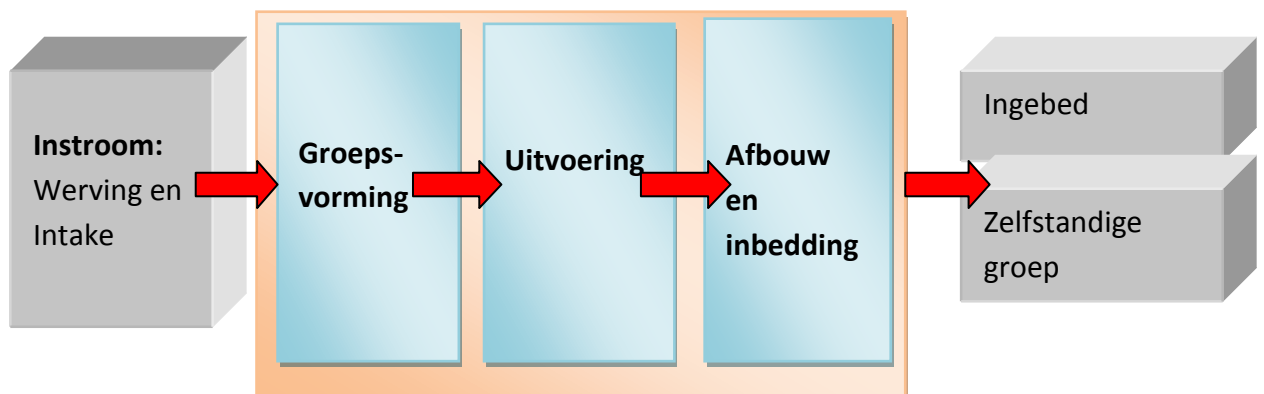 Instroom:
Werving en
Intake
Groeps-
vorming
Uitvoering
Afbouw
en
inbedding
Ingebed
Zelfstandige
groep